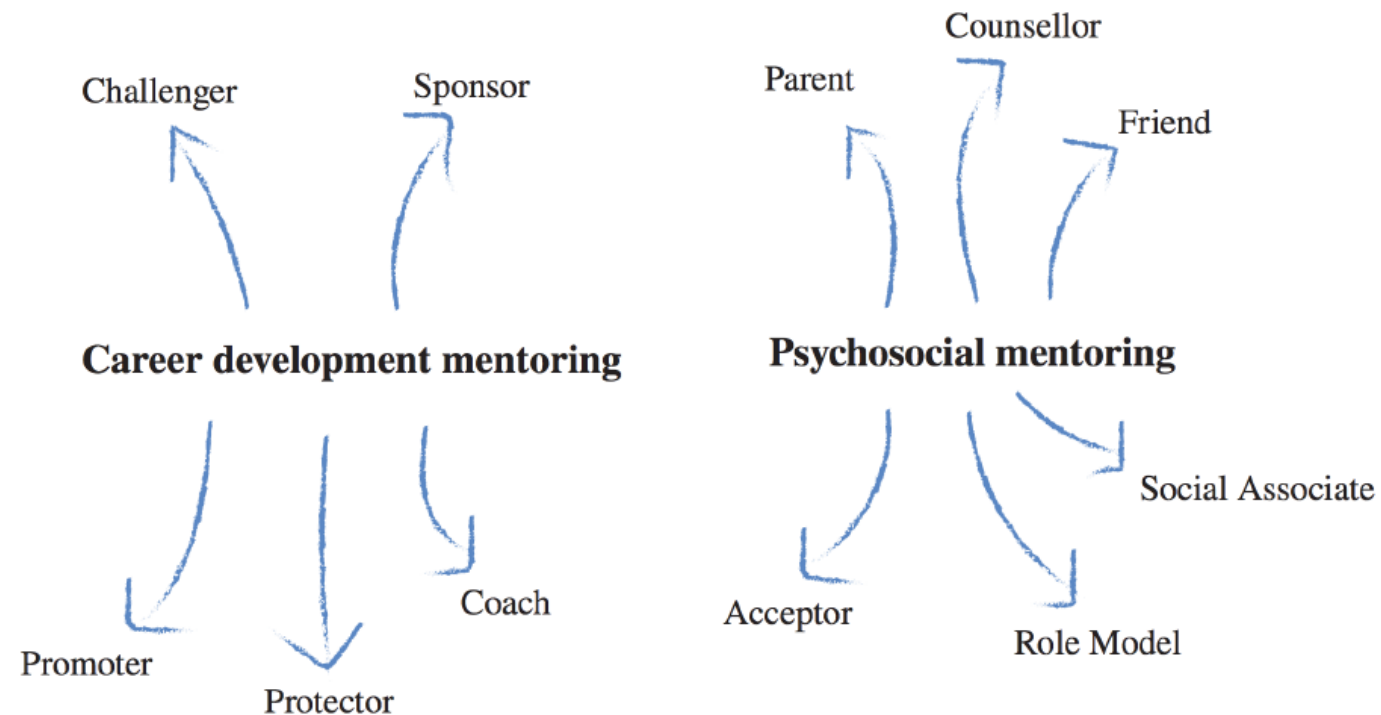 Challenger
Sponsor
Career development mentoring
Promoter
Protector
Coach
Parent
Counsellor
Friend
Psychosocial mentoring
Social Associate
Acceptor
Role Model